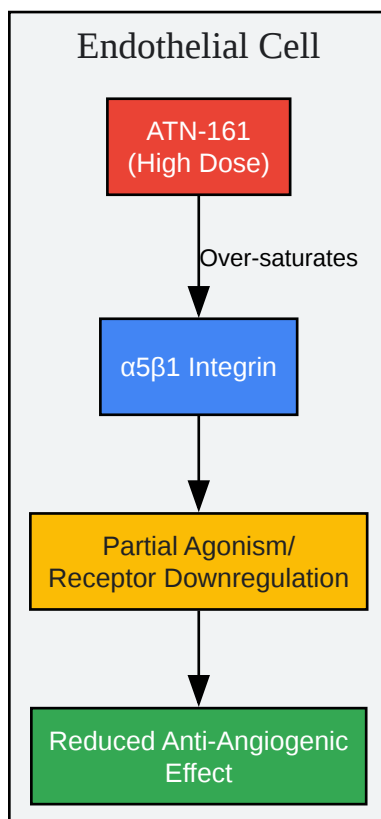 Endothelial Cell
ATN-161
(High Dose)
Over-saturates
α5β1 Integrin
Partial Agonism/
Receptor Downregulation
Reduced Anti-Angiogenic
Effect